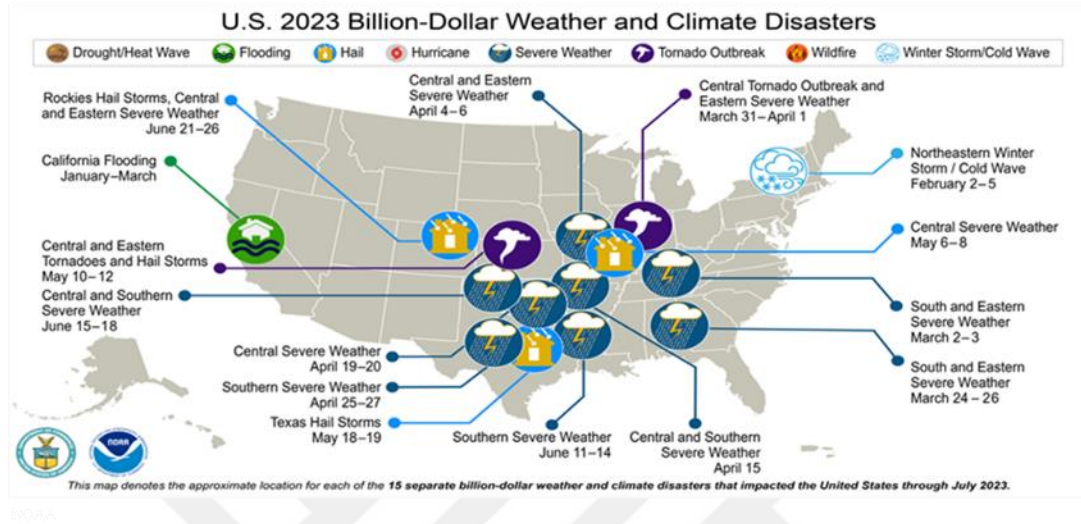 U.S. 2023 Billion-Dollar Weather and Climate Disasters
Drought/Heat Wave
Flooding
Hail
Hurricane
Severe Weather
Tornado Outbreak
Wildfire
Winter Storm/Cold Wave
Rockies Hail Storms, Central
and Eastern Severe Weather
June 21–26
Central and Eastern
Severe Weather
April 4–6
Central Tornado Outbreak and
Eastern Severe Weather
March 31–April 1
California Flooding
January–March
Northeastern Winter
Storm / Cold Wave
February 2–5
Central Severe Weather
May 6–8
Central and Eastern
Tornadoes and Hail Storms
May 10–12
Central and Southern
Severe Weather
June 15–18
South and Eastern
Severe Weather
March 2–3
Central Severe Weather
April 19–20
Southern Severe Weather
April 25–27
Texas Hail Storms
May 18–19
South and Eastern
Severe Weather
March 24 – 26
Southern Severe Weather
June 11–14
Central and Southern
Severe Weather
April 15
NOAA
This map denotes the approximate location for each of the 15 separate billion-dollar weather and climate disasters that impacted the United States through July 2023.